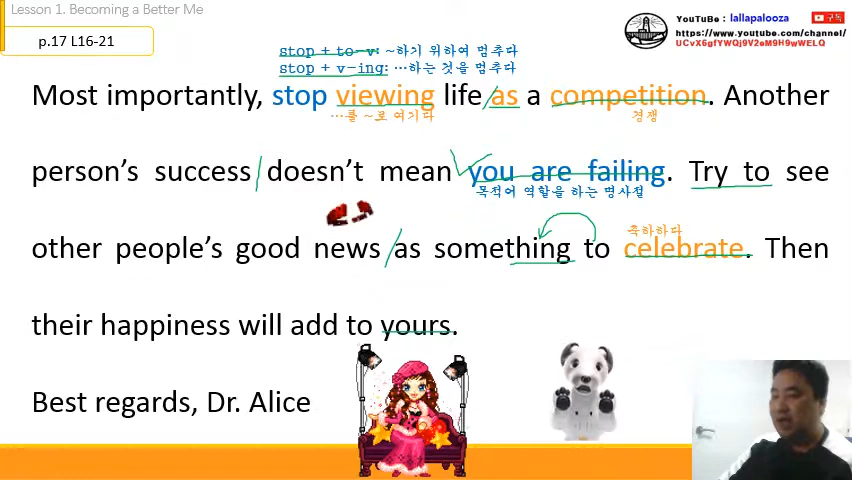 Lesson 1. Becoming a Better Me
p.17 L16-21
YouTuBe : lallapalooza
구독
https://www.youtube.com/channel/
UCvX6gfYWQj9V2eM9H9wWELQ
stop + to-v: ~하기 위하여 멈추다
stop + v-ing: …하는 것을 멈추다
Most importantly, stop viewing life as a competition. Another
…를 ~로 여기다
경쟁
person's success doesn't mean you are failing. Try to see
목적어 역할을 하는 명사절
축하하다
other people's good news as something to celebrate. Then
their happiness will add to yours.
Best regards, Dr. Alice